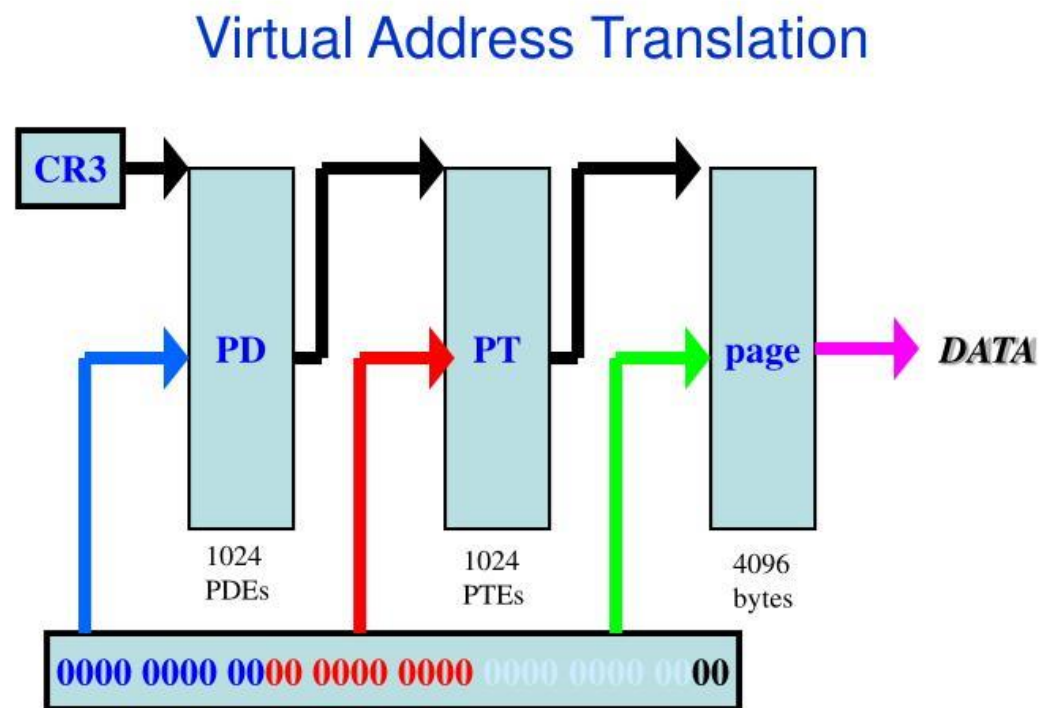 Virtual Address Translation
CR3
PD
PT
page
DATA
1024
PDEs
1024
PTEs
4096
bytes
0000 0000 0000 0000 0000 0000 0000 0000